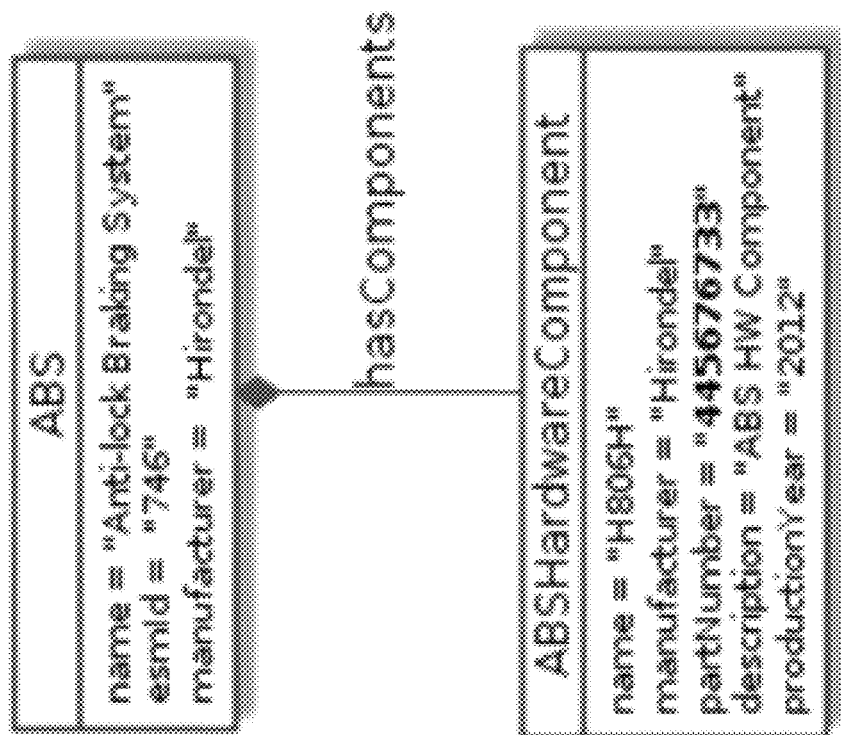 ABS
name = "Anti-lock Braking System"
esmId = "746"
manufacturer = "Hirondel"
hasComponents
ABSHardwareComponent
name = "H806H"
manufacturer = "Hirondel"
partNumber = "445676733"
description = "ABS HW Component"
productionYear = "2012"